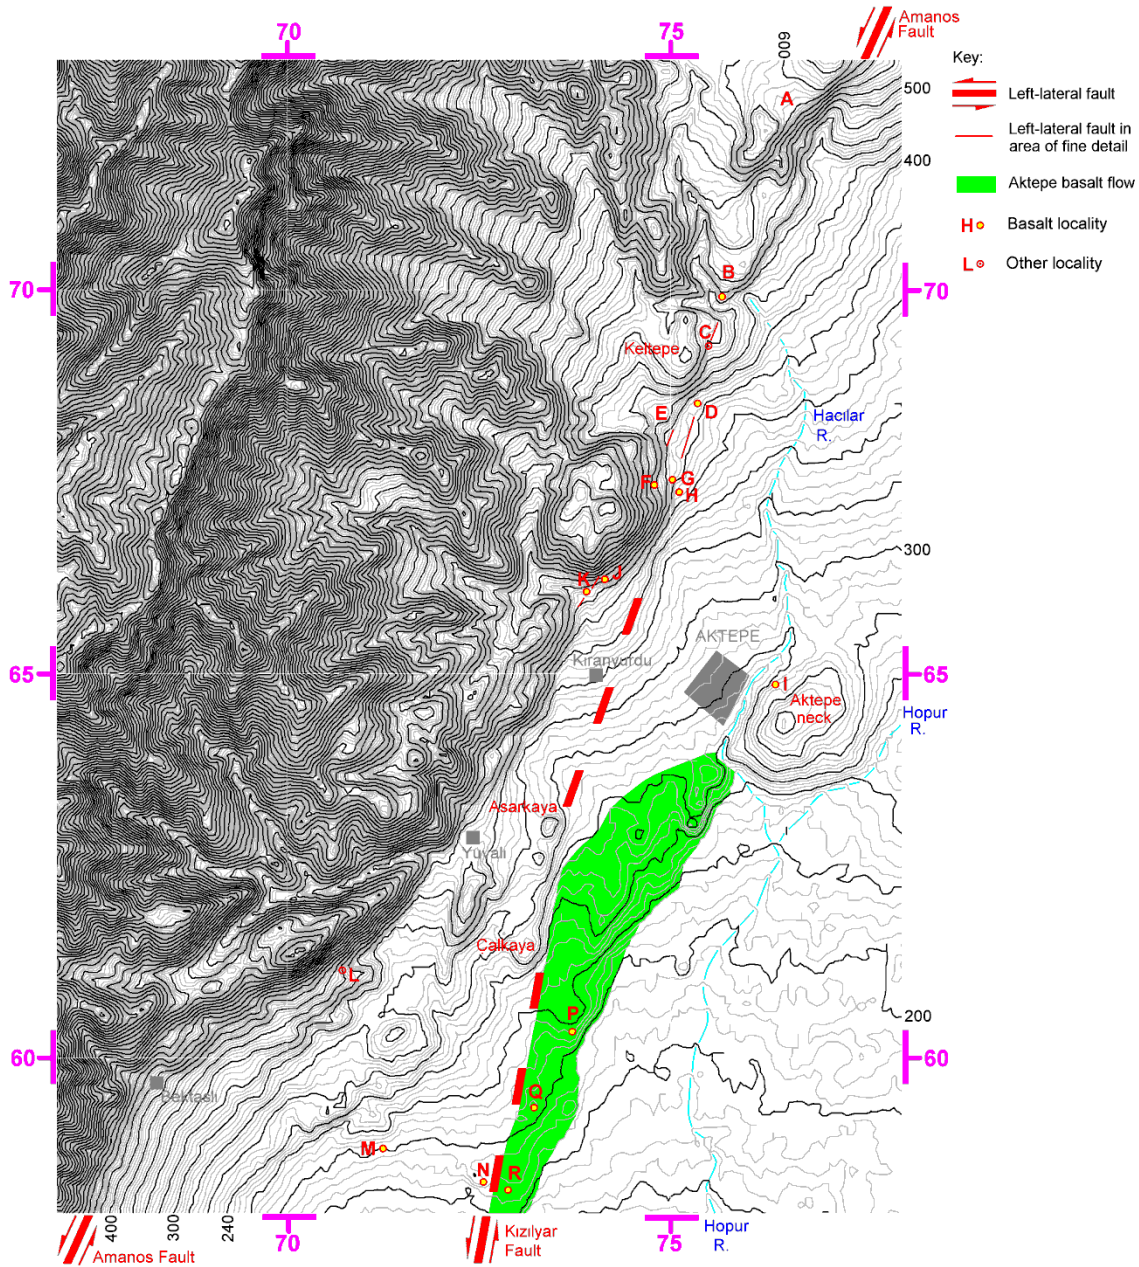 70
75
600
Amanos
Fault
Key:
500
Left-lateral fault
A
Left-lateral fault in
area of fine detail
400
Aktepe basalt flow
H
Basalt locality
L
Other locality
B
70
70
C
Keltepe
E
D
Hacılar
R.
F
G
H
300
K
J
AKTEPE
65
Kiranyurdu
65
I
Aktepe
neck
Hopur
R.
Asarkaya
Yuvalı
Calkaya
L
P
200
60
60
Bektaslı
Q
M
N
R
400
300
240
70
75
Amanos Fault
Kızılyar
Fault
Hopur
R.